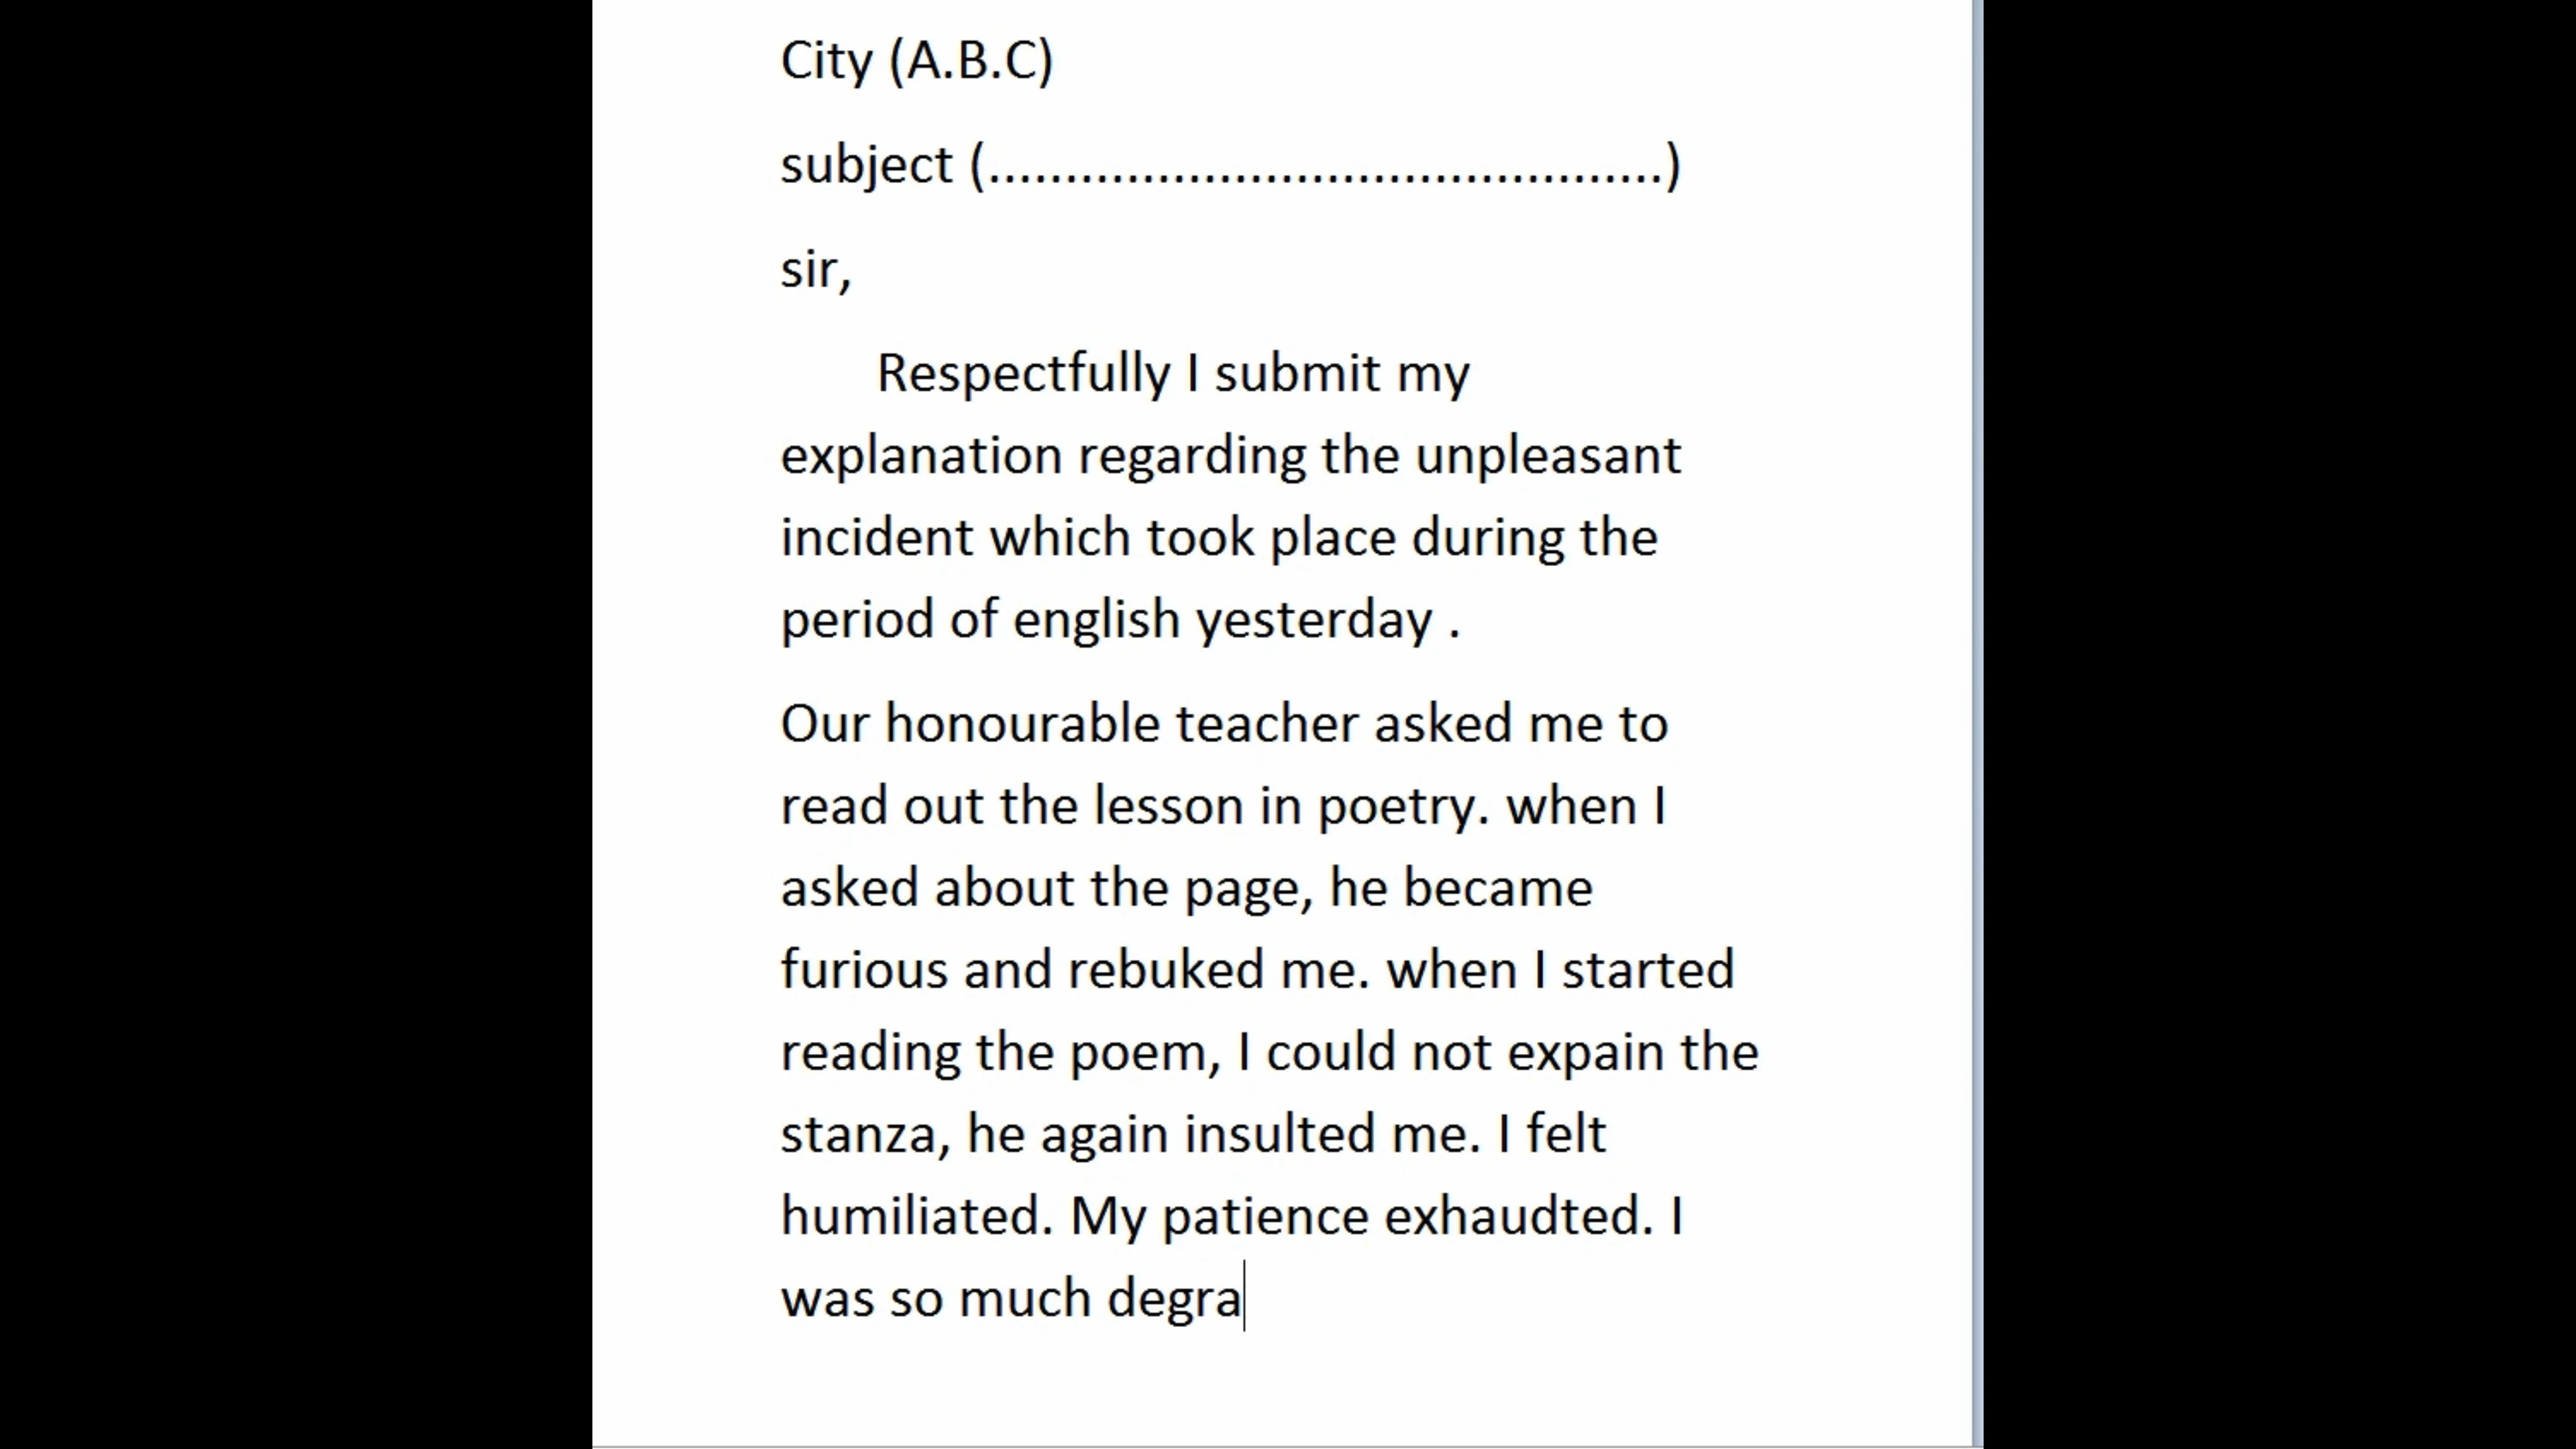 City (A.B.C)
subject (............................................)
sir,
Respectfully I submit my
explanation regarding the unpleasant
incident which took place during the
period of english yesterday .
Our honourable teacher asked me to
read out the lesson in poetry. when I
asked about the page, he became
furious and rebuked me. when I started
reading the poem, I could not expain the
stanza, he again insulted me. I felt
humiliated. My patience exhaudted. I
was so much degra